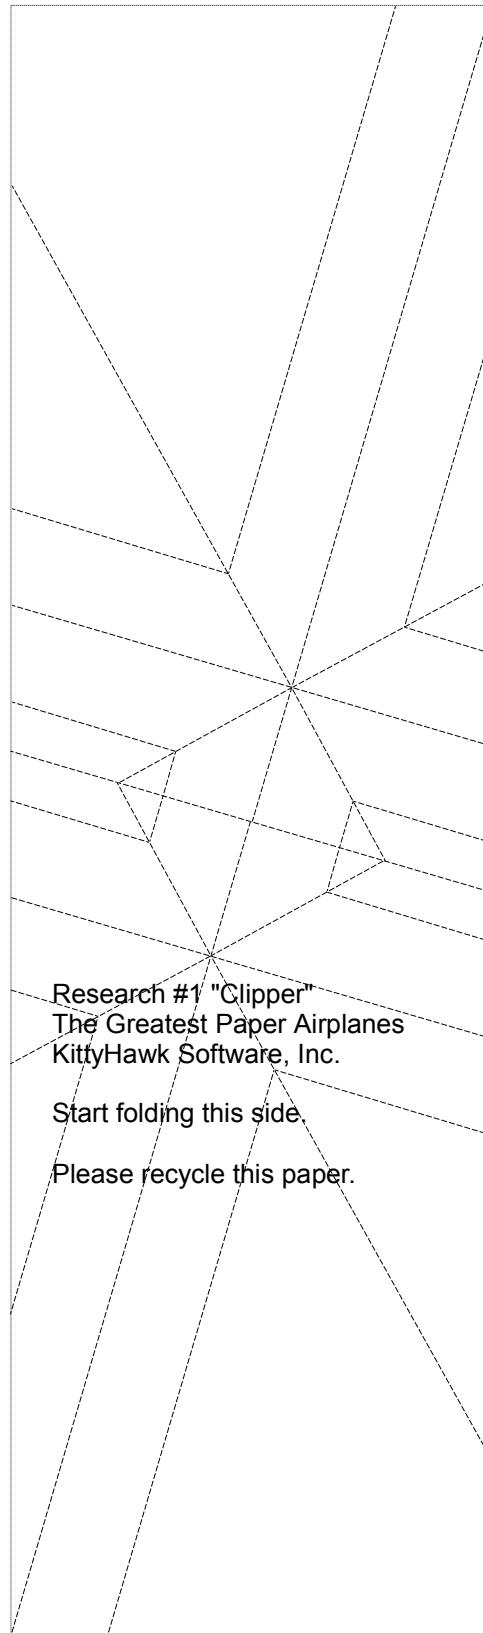 Research #1 "Clipper"
The Greatest Paper Airplanes
KittyHawk Software, Inc.
Start folding this side.
Please recycle this paper.